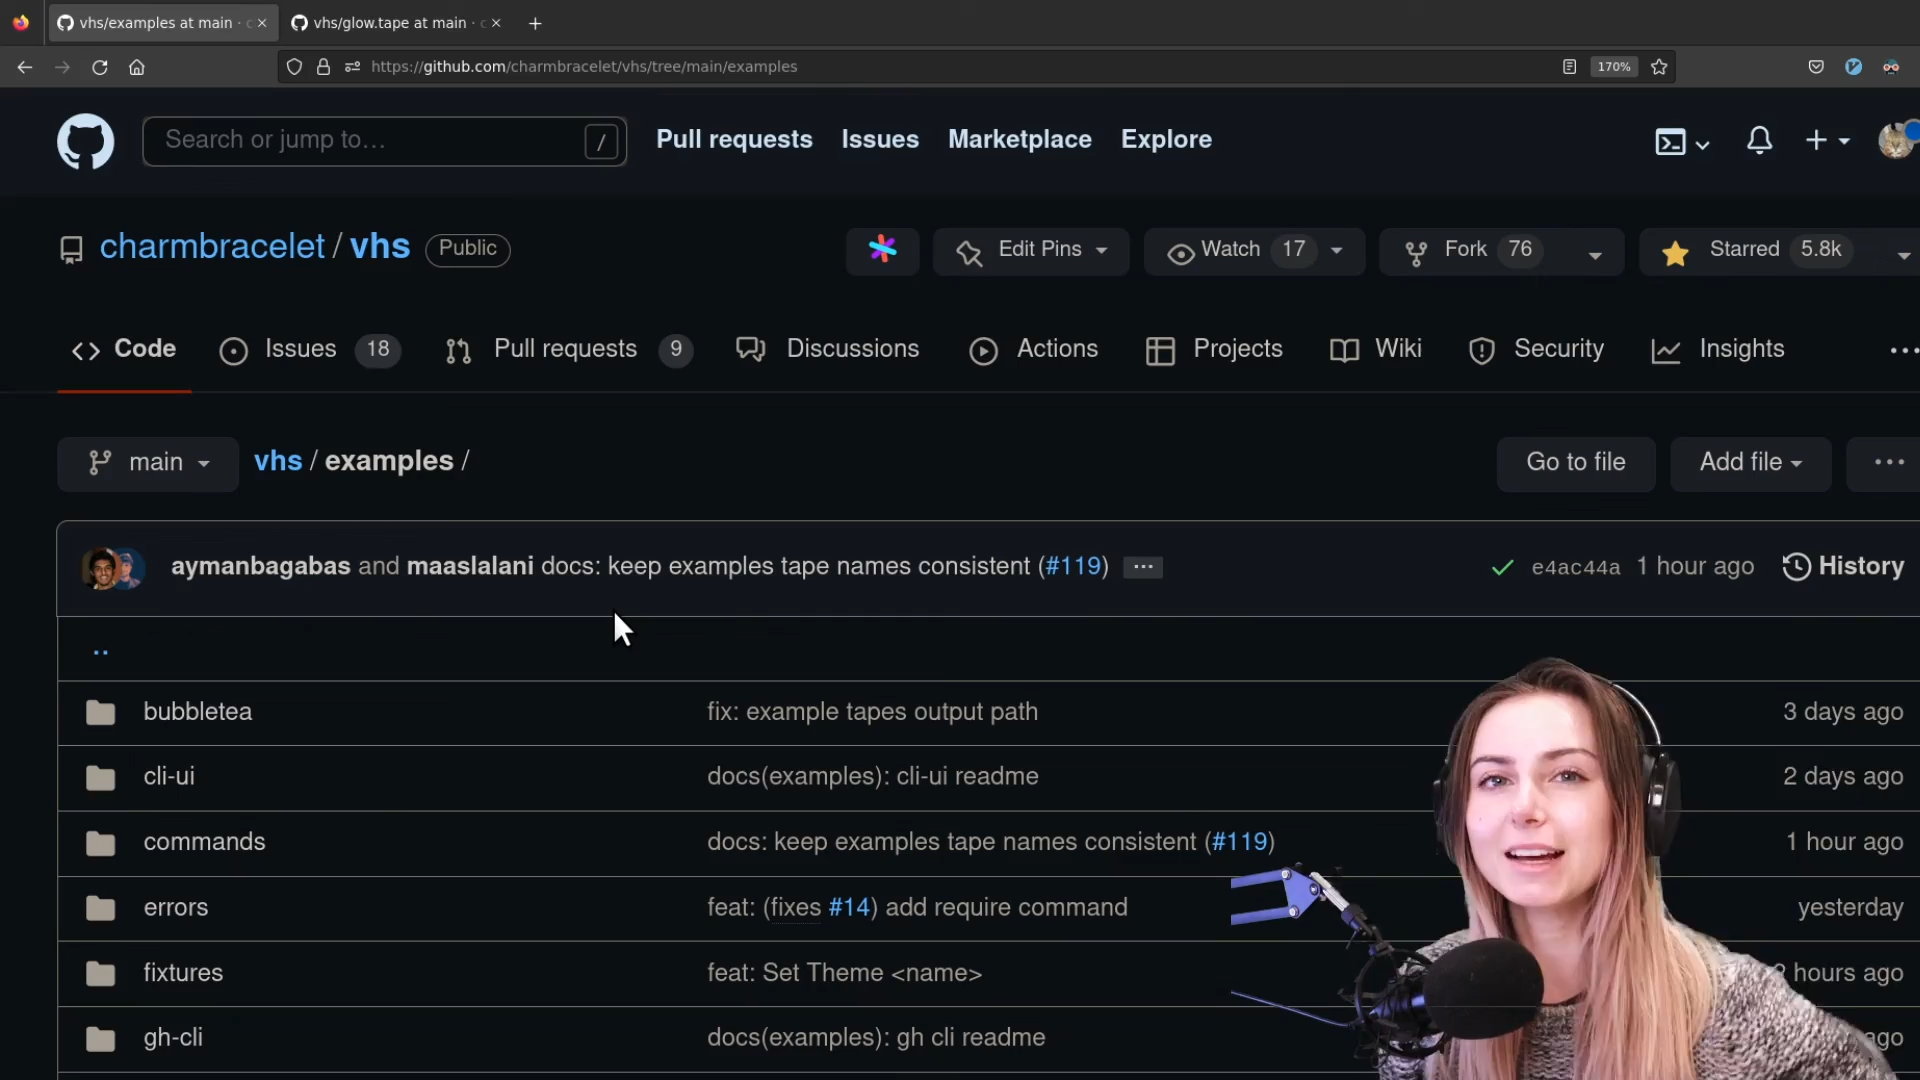 vhs/examples at main · c
vhs/glow.tape at main · c
https://github.com/charmbracelet/vhs/tree/main/examples
170%
Search or jump to…
/
Pull requests
Issues
Marketplace
Explore
charmbracelet / vhs
Public
Edit Pins
Watch 17
Fork 76
Starred 5.8k
Code
Issues 18
Pull requests 9
Discussions
Actions
Projects
Wiki
Security
Insights
main
vhs / examples /
Go to file
Add file
aymanbagabas and maaslalani docs: keep examples tape names consistent (#119)
e4ac44a 1 hour ago
History
..
bubbletea fix: example tapes output path 3 days ago
cli-ui docs(examples): cli-ui readme 2 days ago
commands docs: keep examples tape names consistent (#119) 1 hour ago
errors feat: (fixes #14) add require command yesterday
fixtures feat: Set Theme <name> hours ago
gh-cli docs(examples): gh cli readme ago